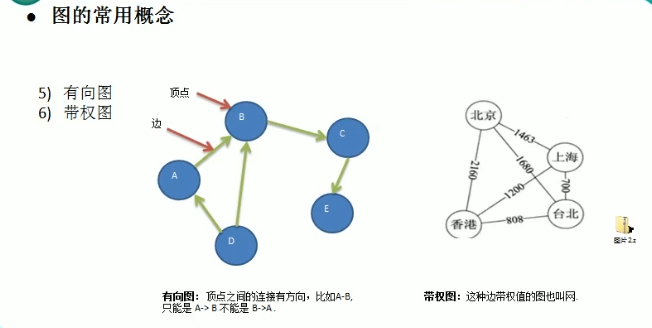 图的常用概念
5) 有向图
6) 带权图
顶点
边
B
C
A
E
D
北京
上海
香港
台北
1463
2160
1680
1200
700
808
图片2.z
有向图：顶点之间的连接有方向，比如A-B,
只能是 A-> B 不能是 B->A .
带权图：这种边带权值的图也叫网.